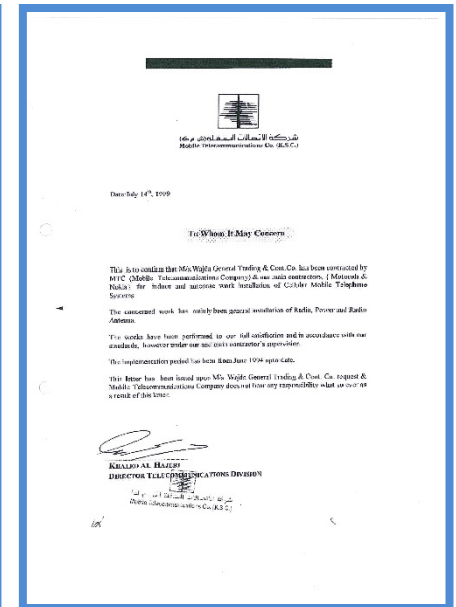 شركة الاتصالات المتنقلة (ش.م.ك)
Mobile Telecommunications Co. (K.S.C.)
Date: July 14th, 1999
To Whom It May Concern
This is to confirm that M/s Wajda General Trading & Cont. Co. has been contracted by
MTC (Mobile Telecommunications Company) & our main contractors, ( Motorola &
Nokia) for indoor and antennas work installation of Cellular Mobile Telephone
Systems
The concerned work has mainly been general installation of Radio, Power and Radio
Antenna.
The works have been performed to our full satisfaction and in accordance with our
standards, however under our and main contractor's supervision.
The implementation period has been from June 1994 upto date.
This letter has been issued upon M/s Wajda General Trading & Cont. Co. request &
Mobile Telecommunications Company does not bear any responsibility what so ever as
a result of this letter.
KHALID AL HAJERI
DIRECTOR TELECOMMUNICATIONS DIVISION
Mobile Telecommunications Co. (K.S.C.)